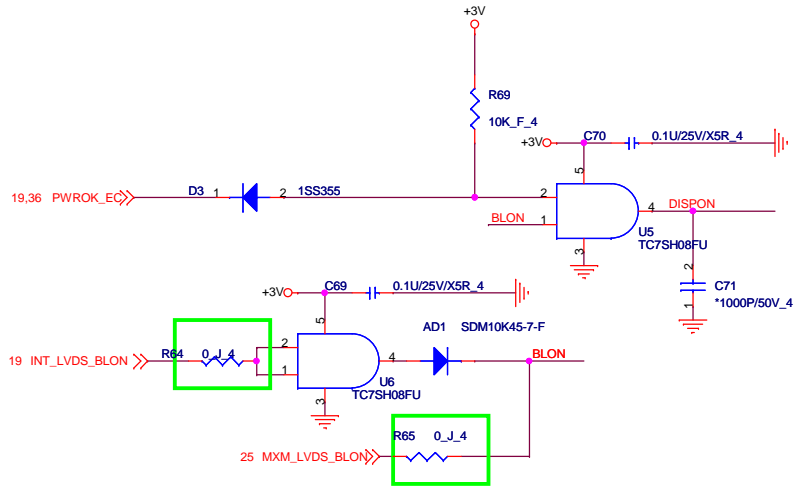 +3V
R69
10K_F_4
+3V
C70
0.1U/25V/X5R_4
5
19,36 PWROK_EC
D3
1
2
1SS355
2
BLON
1
4
DISPON
U5
TC7SH08FU
3
2
C71
*1000P/50V_4
1
+3V
C69
0.1U/25V/X5R_4
5
AD1 SDM10K45-7-F
19 INT_LVDS_BLON
R64
0_J_4
2
1
4
BLON
U6
TC7SH08FU
3
R65
0_J_4
25 MXM_LVDS_BLON